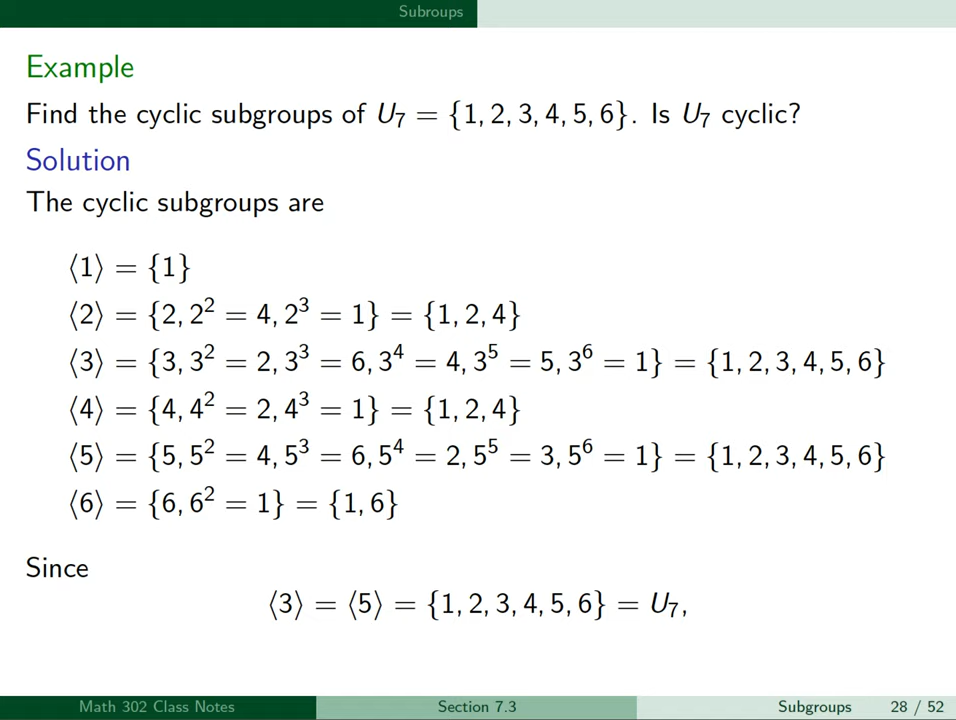 Subroups
Example
Find the cyclic subgroups of U₇ = {1, 2, 3, 4, 5, 6}. Is U₇ cyclic?
Solution
The cyclic subgroups are
⟨1⟩ = {1}
⟨2⟩ = {2, 2² = 4, 2³ = 1} = {1, 2, 4}
⟨3⟩ = {3, 3² = 2, 3³ = 6, 3⁴ = 4, 3⁵ = 5, 3⁶ = 1} = {1, 2, 3, 4, 5, 6}
⟨4⟩ = {4, 4² = 2, 4³ = 1} = {1, 2, 4}
⟨5⟩ = {5, 5² = 4, 5³ = 6, 5⁴ = 2, 5⁵ = 3, 5⁶ = 1} = {1, 2, 3, 4, 5, 6}
⟨6⟩ = {6, 6² = 1} = {1, 6}
Since
⟨3⟩ = ⟨5⟩ = {1, 2, 3, 4, 5, 6} = U₇,
Math 302 Class Notes Section 7.3 Subgroups 28 / 52